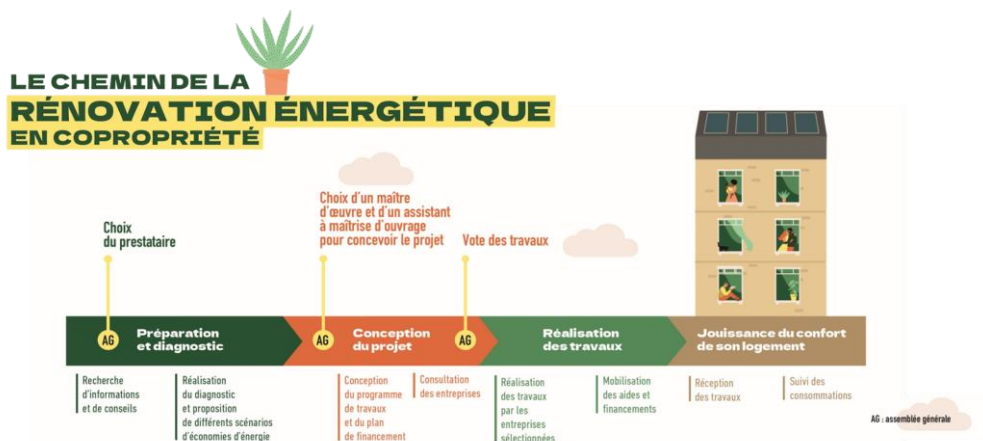 LE CHEMIN DE LA
RÉNOVATION ÉNERGÉTIQUE
EN COPROPRIÉTÉ
Choix
du prestataire
Choix d'un maître
d'œuvre et d'un assistant
à maîtrise d'ouvrage
pour concevoir le projet
Vote des travaux
AG
Préparation
et diagnostic
AG
Conception
du projet
AG
Réalisation
des travaux
Jouissance du confort
de son logement
Recherche
d'informations
et de conseils
Réalisation
du diagnostic
et proposition
de différents scénarios
d'économies d'énergie
Conception
du programme
de travaux
et du plan
de financement
Consultation
des entreprises
Réalisation
des travaux
par les
entreprises
sélectionnées
Mobilisation
des aides et
financements
Réception
des travaux
Suivi des
consommations
AG : assemblée générale